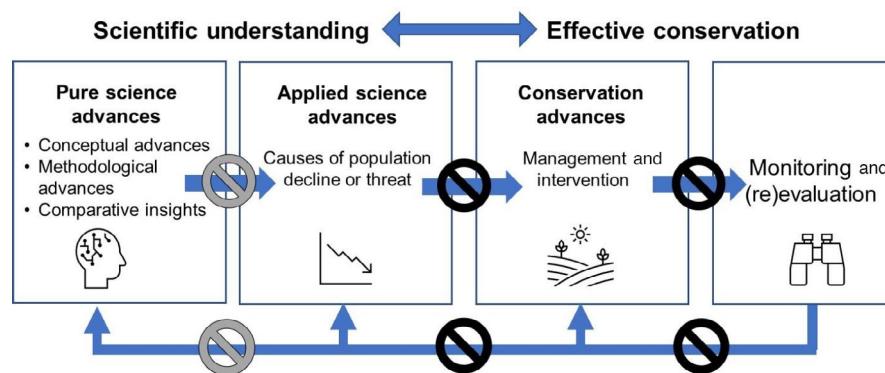 Scientific understanding
Effective conservation
Pure science
advances
• Conceptual advances
• Methodological
advances
• Comparative insights
Applied science
advances
Causes of population
decline or threat
Conservation
advances
Management and
intervention
Monitoring and
(re)evaluation